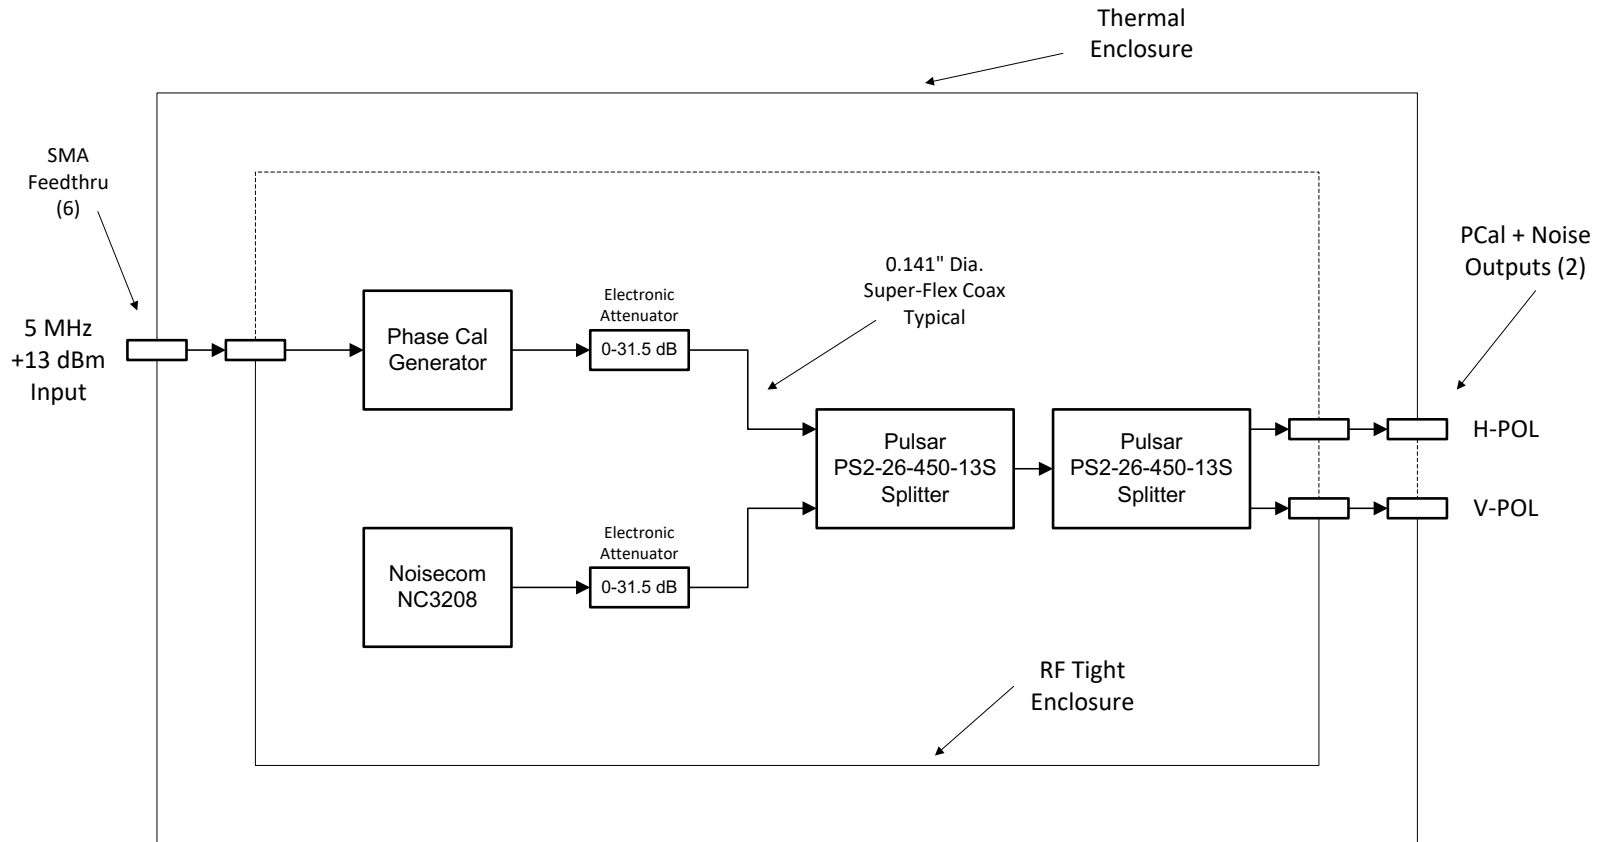 Thermal
Enclosure
SMA
Feedthru
(6)
PCal + Noise
Outputs (2)
0.141" Dia.
Super-Flex Coax
Typical
5 MHz
+13 dBm
Input
Phase Cal
Generator
Electronic
Attenuator
0-31.5 dB
Pulsar
PS2-26-450-13S
Splitter
Pulsar
PS2-26-450-13S
Splitter
H-POL
V-POL
Noisecom
NC3208
Electronic
Attenuator
0-31.5 dB
RF Tight
Enclosure